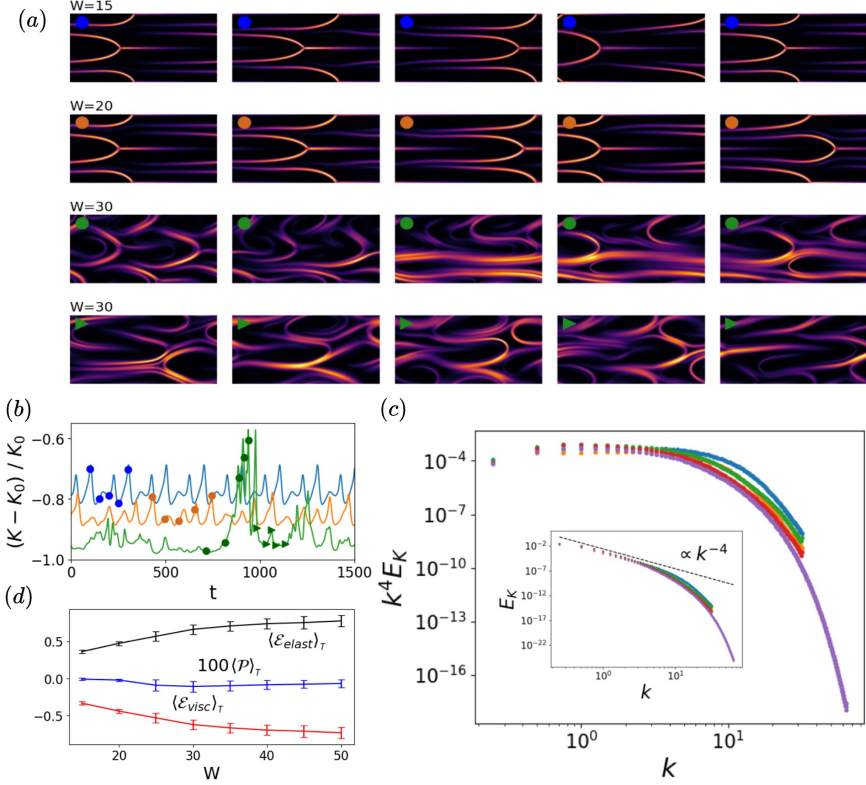 (a)
W=15
W=20
W=30
W=30
(b)
(K − K₀) / K₀
−0.6
−0.8
−1.0
0
500
1000
1500
t
(c)
k⁴E_K
10⁻⁴
10⁻⁷
10⁻¹⁰
10⁻¹³
10⁻¹⁶
10⁰
10¹
k
E_K
10⁻²
10⁻⁷
10⁻¹²
10⁻¹⁷
10⁻²²
∝ k⁻⁴
10⁰
10¹
k
(d)
0.5
0.0
−0.5
⟨ℰ_elast⟩_T
100⟨𝒫⟩_T
⟨ℰ_visc⟩_T
20
30
40
50
W